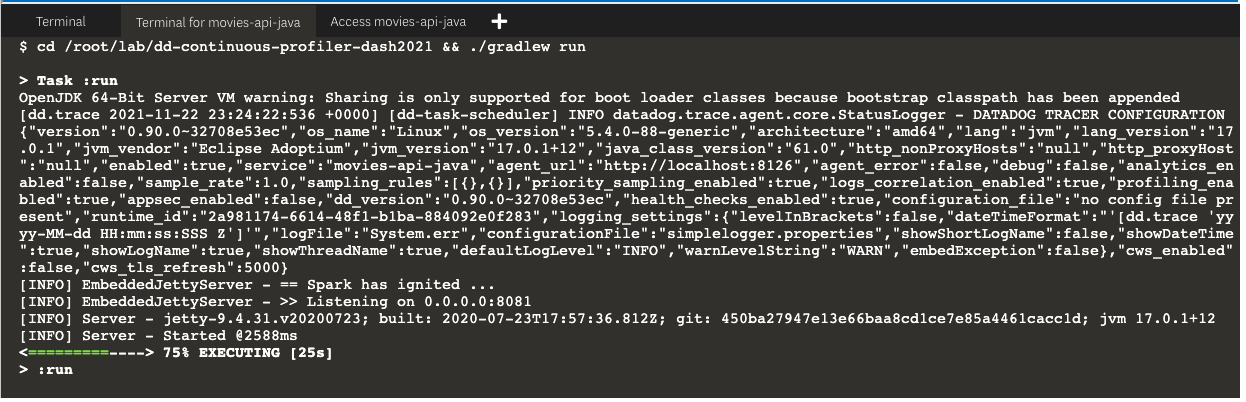 Terminal
Terminal for movies-api-java
Access movies-api-java
+
$ cd /root/lab/dd-continuous-profiler-dash2021 && ./gradlew run
> Task :run
OpenJDK 64-Bit Server VM warning: Sharing is only supported for boot loader classes because bootstrap classpath has been appended
[dd.trace 2021-11-22 23:24:22:536 +0000] [dd-task-scheduler] INFO datadog.trace.agent.core.StatusLogger - DATADOG TRACER CONFIGURATION
{"version":"0.90.0~32708e53ec","os_name":"Linux","os_version":"5.4.0-88-generic","architecture":"amd64","lang":"jvm","lang_version":"17
.0.1","jvm_vendor":"Eclipse Adoptium","jvm_version":"17.0.1+12","java_class_version":"61.0","http_nonProxyHosts":"null","http_proxyHost
":"null","enabled":true,"service":"movies-api-java","agent_url":"http://localhost:8126","agent_error":false,"debug":false,"analytics_en
abled":false,"sample_rate":1.0,"sampling_rules":[{},{}],"priority_sampling_enabled":true,"logs_correlation_enabled":true,"profiling_ena
bled":true,"appsec_enabled":false,"dd_version":"0.90.0~32708e53ec","health_checks_enabled":true,"configuration_file":"no config file pr
esent","runtime_id":"2a981174-6614-48f1-b1ba-884092e0f283","logging_settings":{"levelInBrackets":false,"dateTimeFormat":"'[dd.trace 'yy
yy-MM-dd HH:mm:ss:SSS Z']'","logFile":"System.err","configurationFile":"simplelogger.properties","showShortLogName":false,"showDateTime
":true,"showLogName":true,"showThreadName":true,"defaultLogLevel":"INFO","warnLevelString":"WARN","embedException":false},"cws_enabled"
:false,"cws_tls_refresh":5000}
[INFO] EmbeddedJettyServer - == Spark has ignited ...
[INFO] EmbeddedJettyServer - >> Listening on 0.0.0.0:8081
[INFO] Server - jetty-9.4.31.v20200723; built: 2020-07-23T17:57:36.812Z; git: 450ba27947e13e66baa8cd1ce7e85a4461cacc1d; jvm 17.0.1+12
[INFO] Server - Started @2588ms
<=========----> 75% EXECUTING [25s]
> :run